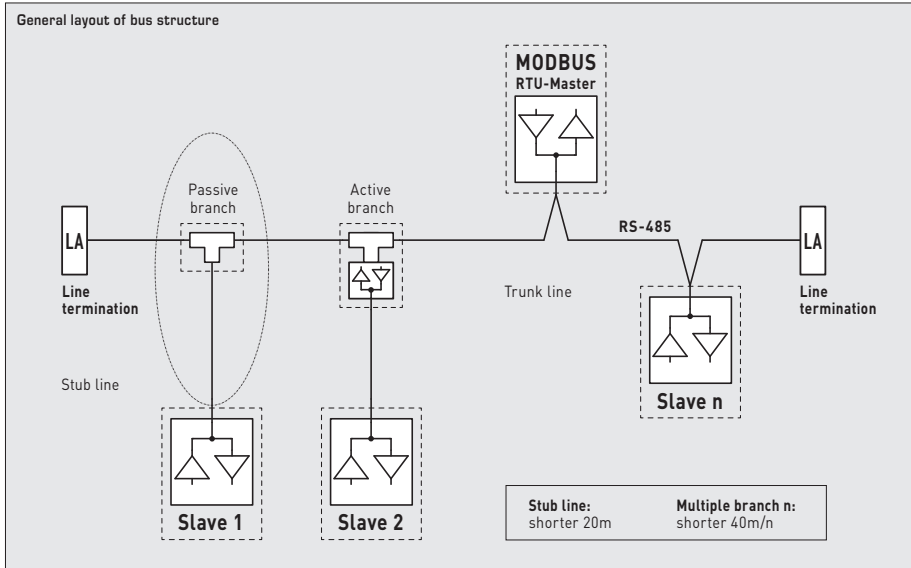 General layout of bus structure
MODBUS
RTU-Master
Passive
branch
Active
branch
LA
RS-485
LA
Line
termination
Trunk line
Line
termination
Stub line
Slave n
Slave 1
Slave 2
Stub line:
shorter 20m
Multiple branch n:
shorter 40m/n